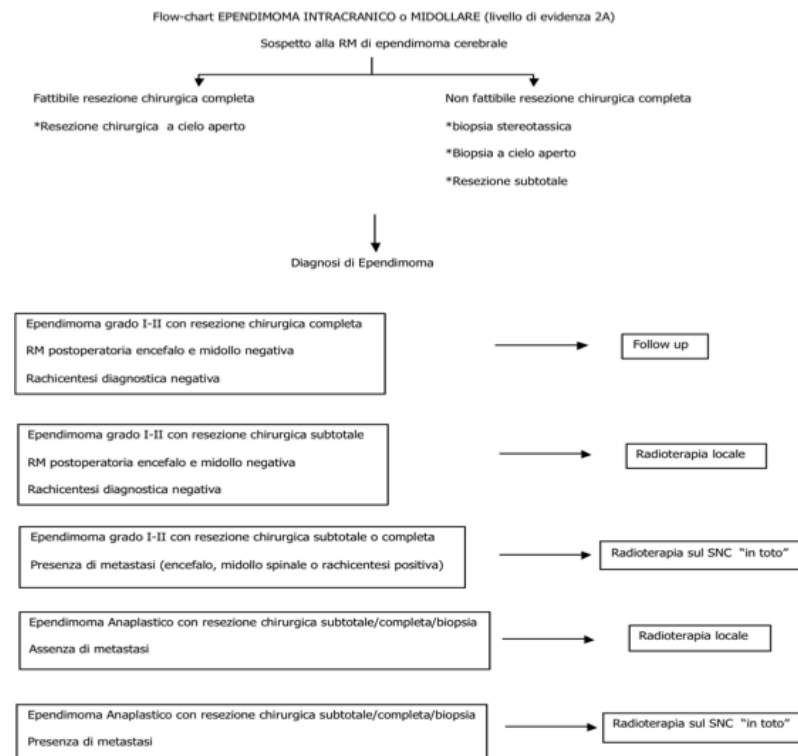 Flow-chart EPENDIMOMA INTRACRANICO o MIDOLLARE (livello di evidenza 2A)
Sospetto alla RM di ependimoma cerebrale
Fattibile resezione chirurgica completa
*Resezione chirurgica a cielo aperto
Non fattibile resezione chirurgica completa
*biopsia stereotassica
*Biopsia a cielo aperto
*Resezione subtotale
Diagnosi di Ependimoma
Ependimoma grado I-II con resezione chirurgica completa
RM postoperatoria encefalo e midollo negativa
Rachicentesi diagnostica negativa
Follow up
Ependimoma grado I-II con resezione chirurgica subtotale
RM postoperatoria encefalo e midollo negativa
Rachicentesi diagnostica negativa
Radioterapia locale
Ependimoma grado I-II con resezione chirurgica subtotale o completa
Presenza di metastasi (encefalo, midollo spinale o rachicentesi positiva)
Radioterapia sul SNC "in toto"
Ependimoma Anaplastico con resezione chirurgica subtotale/completa/biopsia
Assenza di metastasi
Radioterapia locale
Ependimoma Anaplastico con resezione chirurgica subtotale/completa/biopsia
Presenza di metastasi
Radioterapia sul SNC "in toto"